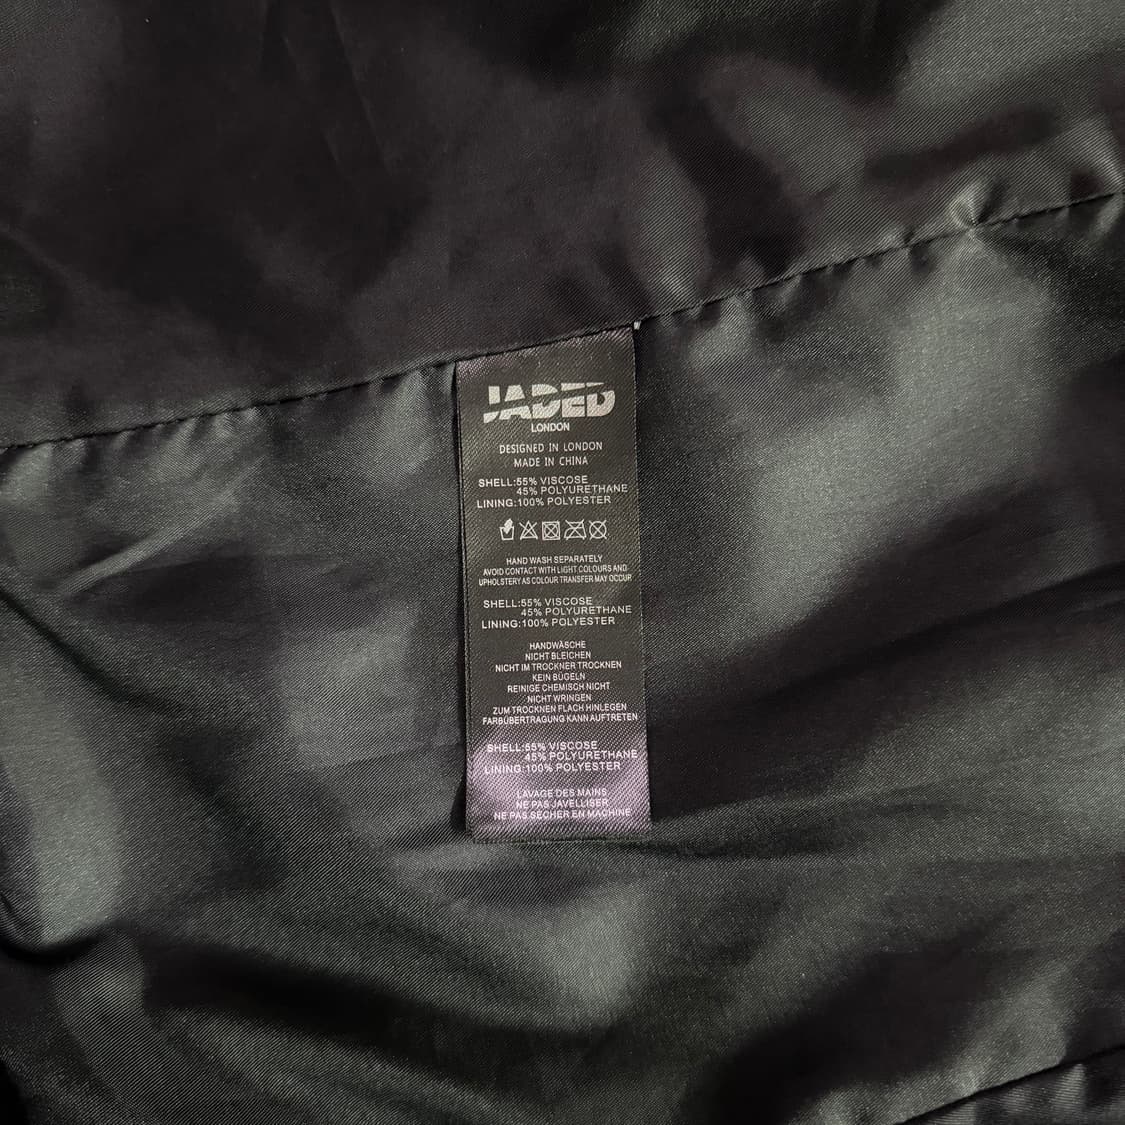 JADED
LONDON
DESIGNED IN LONDON
MADE IN CHINA
SHELL:55% VISCOSE
45% POLYURETHANE
LINING:100% POLYESTER
HAND WASH SEPARATELY
AVOID CONTACT WITH LIGHT COLOURS AND
UPHOLSTERY AS COLOUR TRANSFER MAY OCCUR
SHELL:55% VISCOSE
45% POLYURETHANE
LINING:100% POLYESTER
HANDWÄSCHE
NICHT BLEICHEN
NICHT IM TROCKNER TROCKNEN
KEIN BÜGELN
REINIGE CHEMISCH NICHT
NICHT WRINGEN
ZUM TROCKNEN FLACH HINLEGEN
FARBÜBERTRAGUNG KANN AUFTRETEN
SHELL:55% VISCOSE
45% POLYURETHANE
LINING:100% POLYESTER
LAVAGE DES MAINS
NE PAS JAVELLISER
NE PAS SÉCHER EN MACHINE